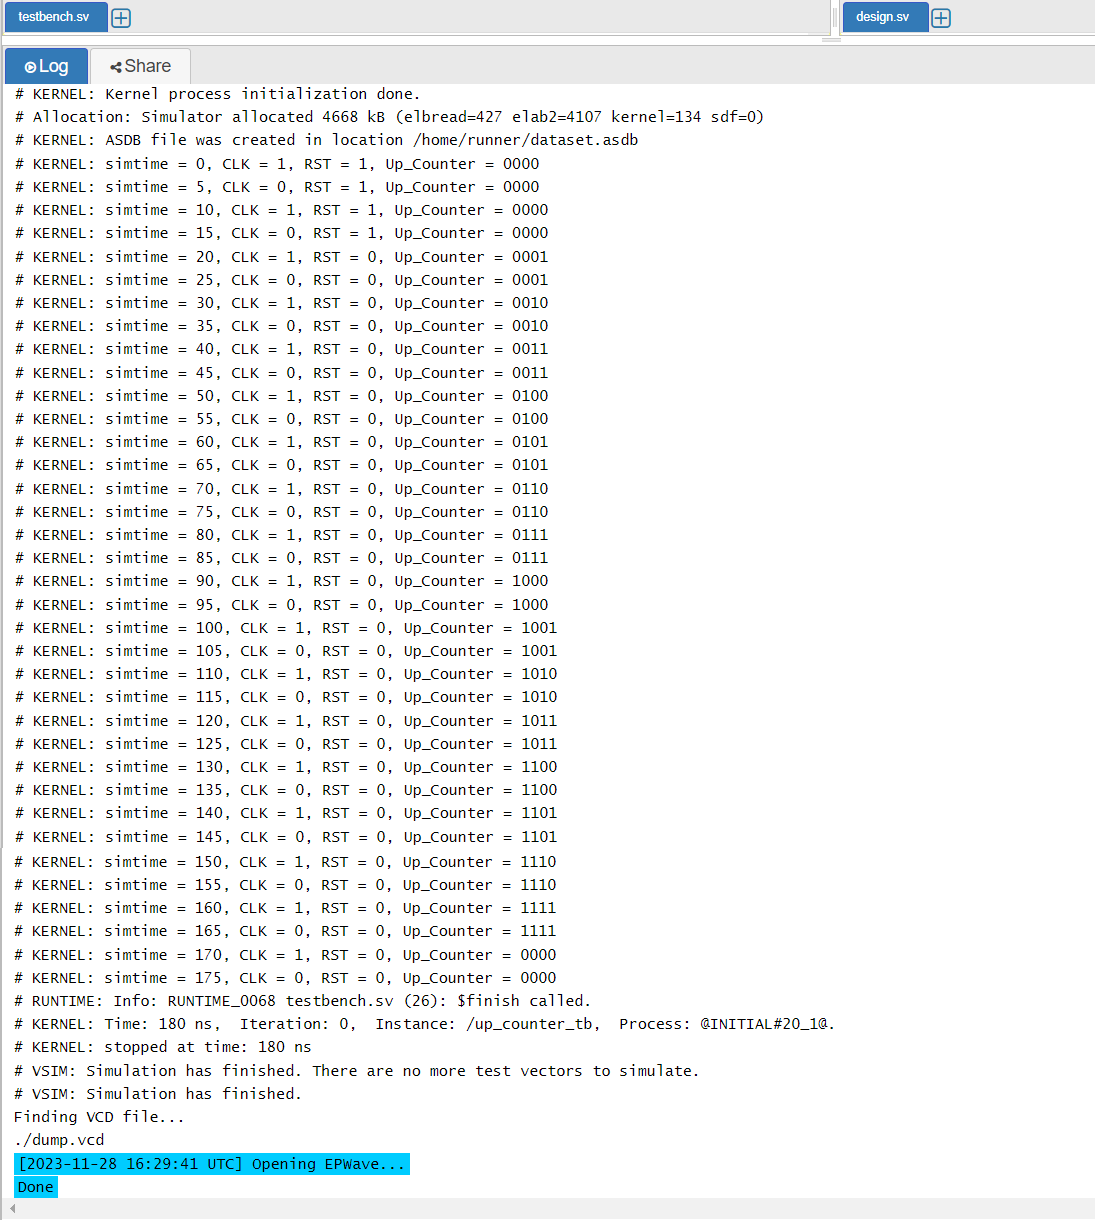 testbench.sv
design.sv
Log
Share
# KERNEL: Kernel process initialization done.
# Allocation: Simulator allocated 4668 kB (elbread=427 elab2=4107 kernel=134 sdf=0)
# KERNEL: ASDB file was created in location /home/runner/dataset.asdb
# KERNEL: simtime = 0, CLK = 1, RST = 1, Up_Counter = 0000
# KERNEL: simtime = 5, CLK = 0, RST = 1, Up_Counter = 0000
# KERNEL: simtime = 10, CLK = 1, RST = 1, Up_Counter = 0000
# KERNEL: simtime = 15, CLK = 0, RST = 1, Up_Counter = 0000
# KERNEL: simtime = 20, CLK = 1, RST = 0, Up_Counter = 0001
# KERNEL: simtime = 25, CLK = 0, RST = 0, Up_Counter = 0001
# KERNEL: simtime = 30, CLK = 1, RST = 0, Up_Counter = 0010
# KERNEL: simtime = 35, CLK = 0, RST = 0, Up_Counter = 0010
# KERNEL: simtime = 40, CLK = 1, RST = 0, Up_Counter = 0011
# KERNEL: simtime = 45, CLK = 0, RST = 0, Up_Counter = 0011
# KERNEL: simtime = 50, CLK = 1, RST = 0, Up_Counter = 0100
# KERNEL: simtime = 55, CLK = 0, RST = 0, Up_Counter = 0100
# KERNEL: simtime = 60, CLK = 1, RST = 0, Up_Counter = 0101
# KERNEL: simtime = 65, CLK = 0, RST = 0, Up_Counter = 0101
# KERNEL: simtime = 70, CLK = 1, RST = 0, Up_Counter = 0110
# KERNEL: simtime = 75, CLK = 0, RST = 0, Up_Counter = 0110
# KERNEL: simtime = 80, CLK = 1, RST = 0, Up_Counter = 0111
# KERNEL: simtime = 85, CLK = 0, RST = 0, Up_Counter = 0111
# KERNEL: simtime = 90, CLK = 1, RST = 0, Up_Counter = 1000
# KERNEL: simtime = 95, CLK = 0, RST = 0, Up_Counter = 1000
# KERNEL: simtime = 100, CLK = 1, RST = 0, Up_Counter = 1001
# KERNEL: simtime = 105, CLK = 0, RST = 0, Up_Counter = 1001
# KERNEL: simtime = 110, CLK = 1, RST = 0, Up_Counter = 1010
# KERNEL: simtime = 115, CLK = 0, RST = 0, Up_Counter = 1010
# KERNEL: simtime = 120, CLK = 1, RST = 0, Up_Counter = 1011
# KERNEL: simtime = 125, CLK = 0, RST = 0, Up_Counter = 1011
# KERNEL: simtime = 130, CLK = 1, RST = 0, Up_Counter = 1100
# KERNEL: simtime = 135, CLK = 0, RST = 0, Up_Counter = 1100
# KERNEL: simtime = 140, CLK = 1, RST = 0, Up_Counter = 1101
# KERNEL: simtime = 145, CLK = 0, RST = 0, Up_Counter = 1101
# KERNEL: simtime = 150, CLK = 1, RST = 0, Up_Counter = 1110
# KERNEL: simtime = 155, CLK = 0, RST = 0, Up_Counter = 1110
# KERNEL: simtime = 160, CLK = 1, RST = 0, Up_Counter = 1111
# KERNEL: simtime = 165, CLK = 0, RST = 0, Up_Counter = 1111
# KERNEL: simtime = 170, CLK = 1, RST = 0, Up_Counter = 0000
# KERNEL: simtime = 175, CLK = 0, RST = 0, Up_Counter = 0000
# RUNTIME: Info: RUNTIME_0068 testbench.sv (26): $finish called.
# KERNEL: Time: 180 ns,  Iteration: 0,  Instance: /up_counter_tb,  Process: @INITIAL#20_1@.
# KERNEL: stopped at time: 180 ns
# VSIM: Simulation has finished. There are no more test vectors to simulate.
# VSIM: Simulation has finished.
Finding VCD file...
./dump.vcd
[2023-11-28 16:29:41 UTC] Opening EPWave...
Done